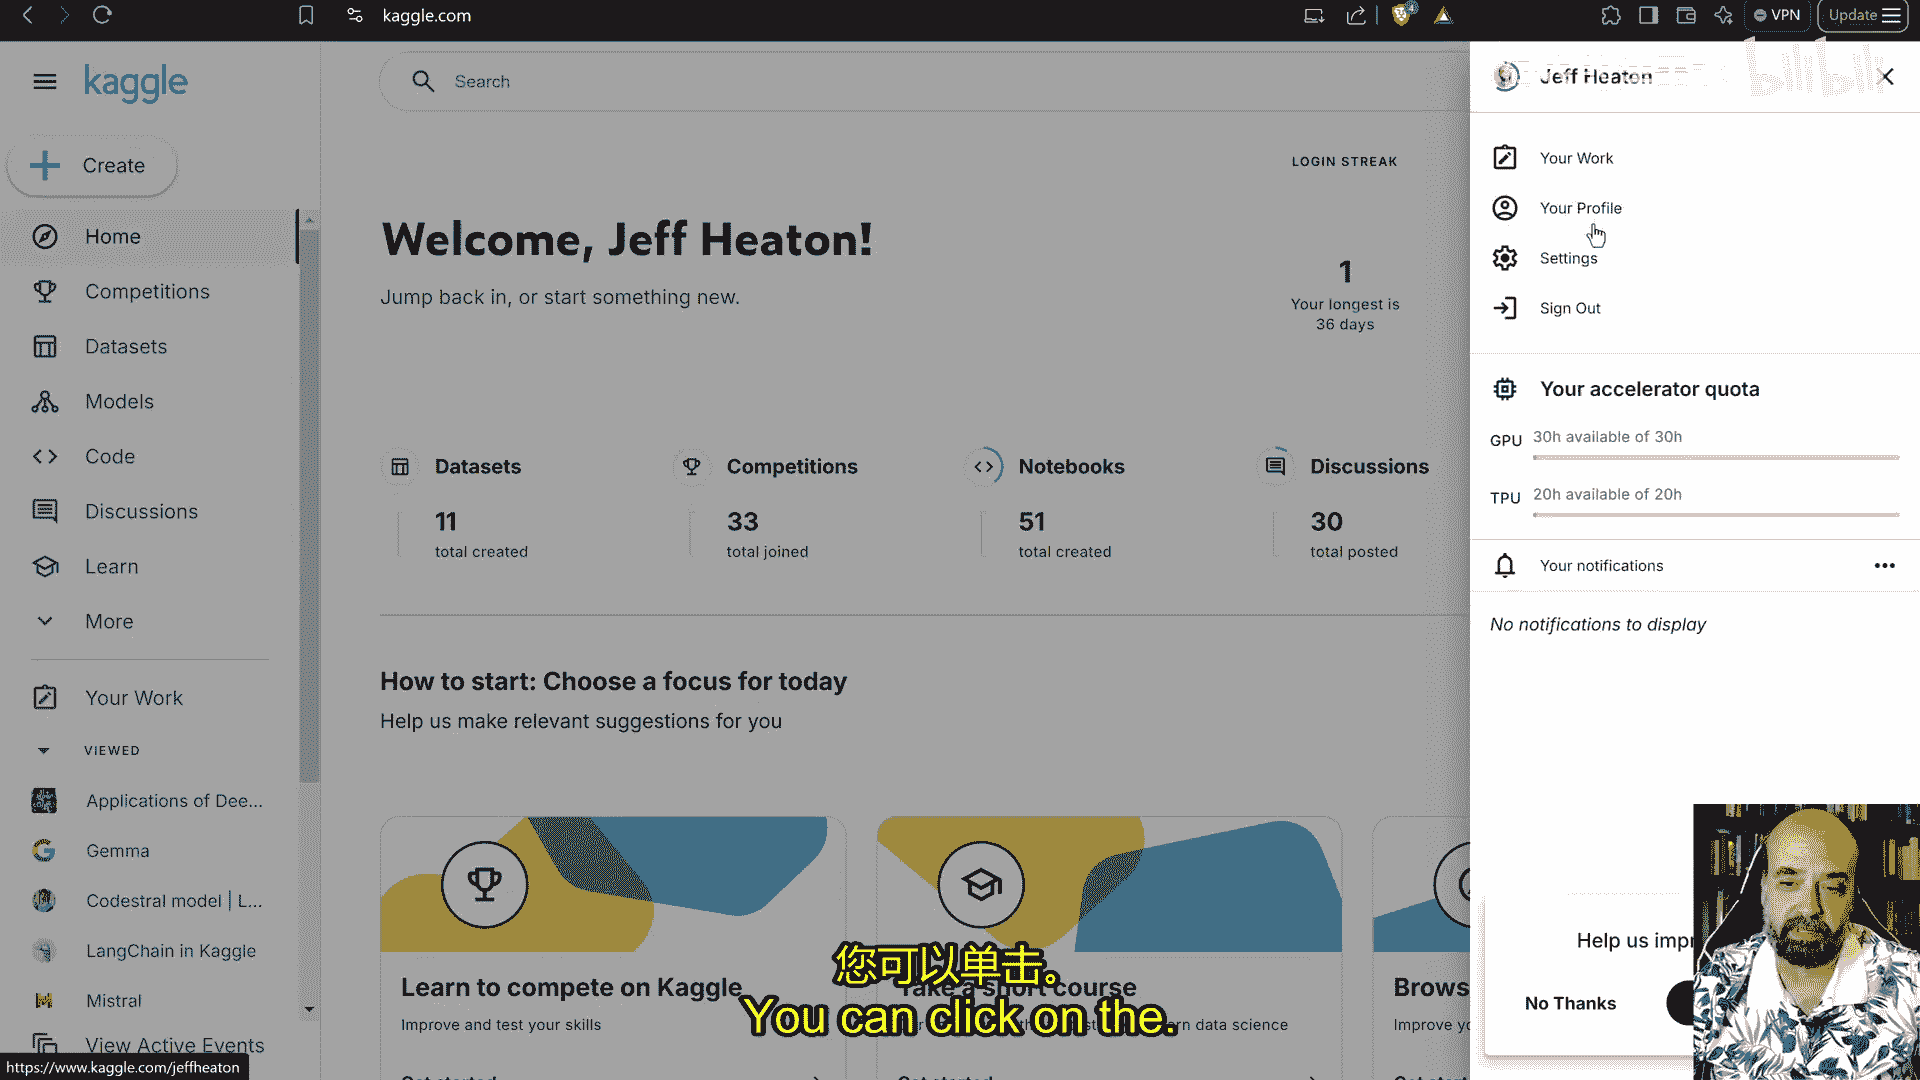 kaggle.com
VPN
Update
kaggle
Search
Jeff Heaton
bilibili
Create
LOGIN STREAK
Your Work
Your Profile
Home
Welcome, Jeff Heaton!
Settings
Competitions
Jump back in, or start something new.
1
Your longest is
36 days
Sign Out
Datasets
Your accelerator quota
Models
GPU
30h available of 30h
Code
Datasets
Competitions
Notebooks
Discussions
TPU
20h available of 20h
Discussions
11
33
51
30
total created
total joined
total created
total posted
Learn
Your notifications
More
No notifications to display
How to start: Choose a focus for today
Your Work
Help us make relevant suggestions for you
VIEWED
Applications of Dee...
Gemma
Codestral model | L...
LangChain in Kaggle
Help us impr
您可以单击。
Learn to compete on Kaggle
Take a short course
Brows
Mistral
No Thanks
You can click on the.
Improve and test your skills
rn data science
Improve yo
View Active Events
https://www.kaggle.com/jeffheaton